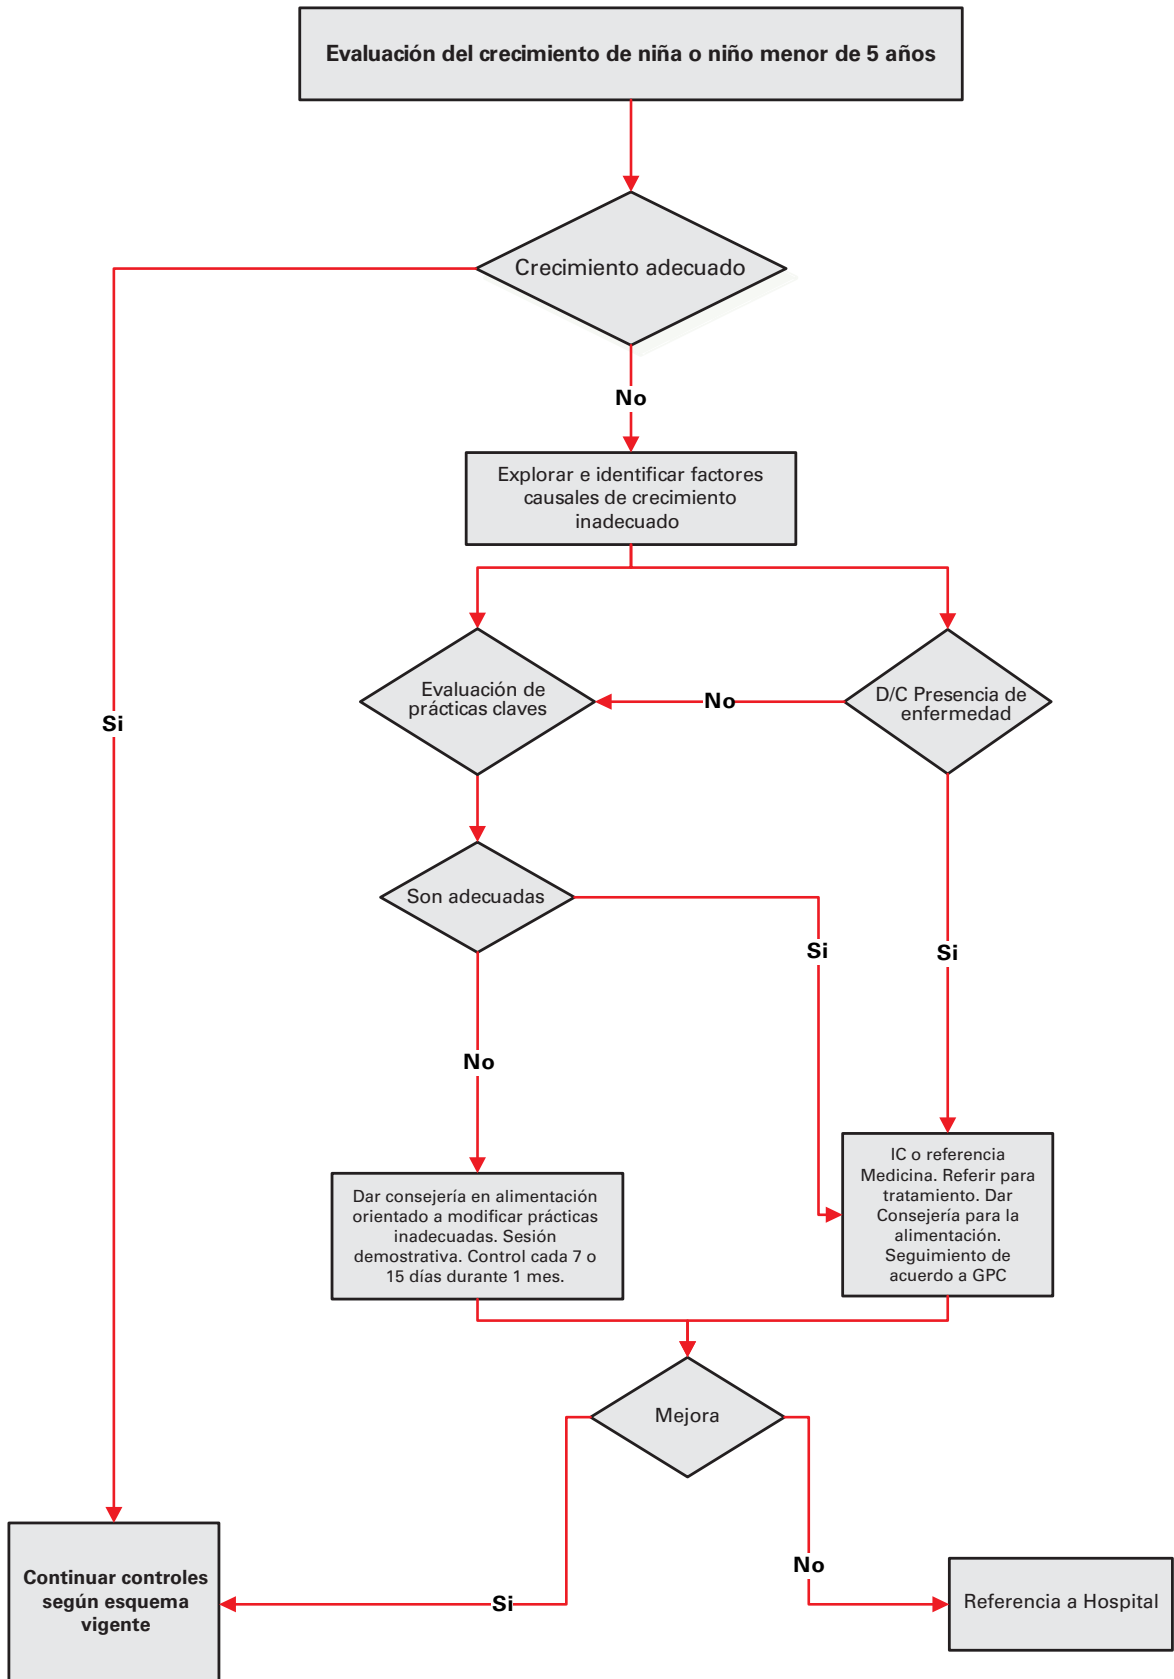 Evaluación del crecimiento de niña o niño menor de 5 años
Crecimiento adecuado
No
Explorar e identificar factores
causales de crecimiento
inadecuado
Evaluación de
prácticas claves
No
D/C Presencia de
enfermedad
Si
Son adecuadas
Si
Si
No
Dar consejería en alimentación
orientado a modificar prácticas
inadecuadas. Sesión
demostrativa. Control cada 7 o
15 días durante 1 mes.
IC o referencia
Medicina. Referir para
tratamiento. Dar
Consejería para la
alimentación.
Seguimiento de
acuerdo a GPC
Mejora
Continuar controles
según esquema
vigente
Si
No
Referencia a Hospital